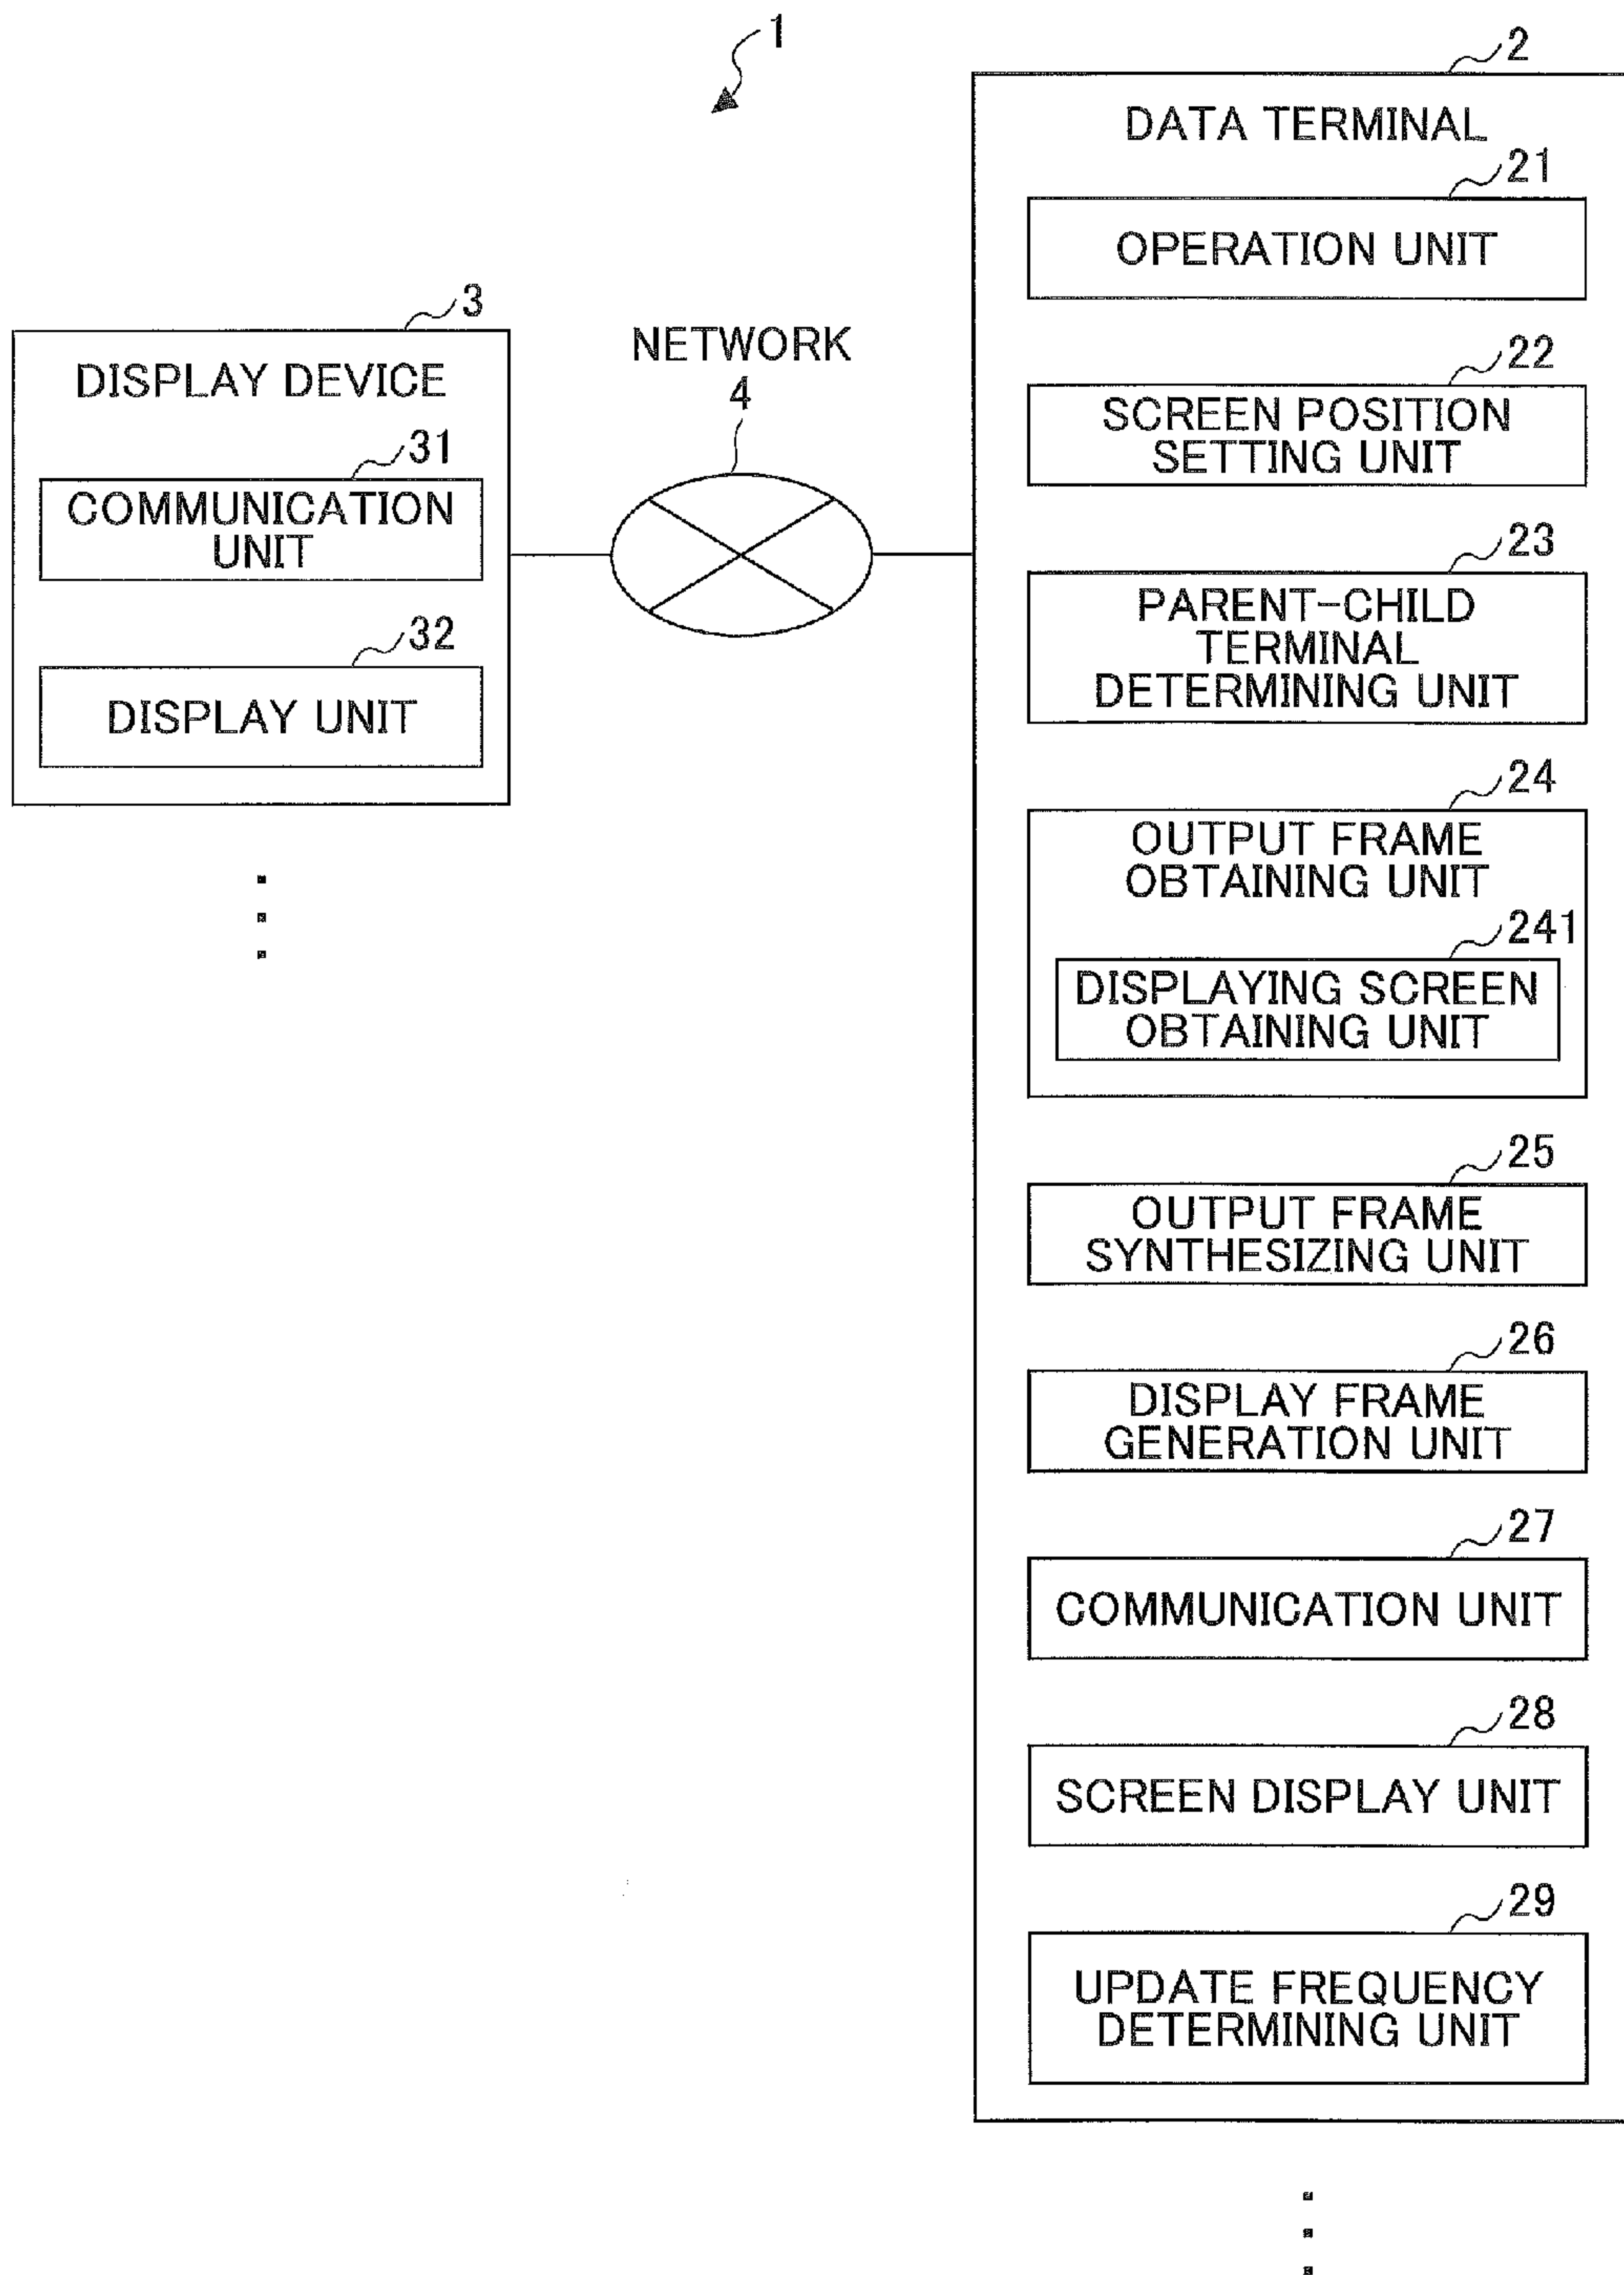 1
3
DISPLAY DEVICE
31
COMMUNICATION
UNIT
32
DISPLAY UNIT
NETWORK
4
2
DATA TERMINAL
21
OPERATION UNIT
22
SCREEN POSITION
SETTING UNIT
23
PARENT-CHILD
TERMINAL
DETERMINING UNIT
24
OUTPUT FRAME
OBTAINING UNIT
241
DISPLAYING SCREEN
OBTAINING UNIT
25
OUTPUT FRAME
SYNTHESIZING UNIT
26
DISPLAY FRAME
GENERATION UNIT
27
COMMUNICATION UNIT
28
SCREEN DISPLAY UNIT
29
UPDATE FREQUENCY
DETERMINING UNIT